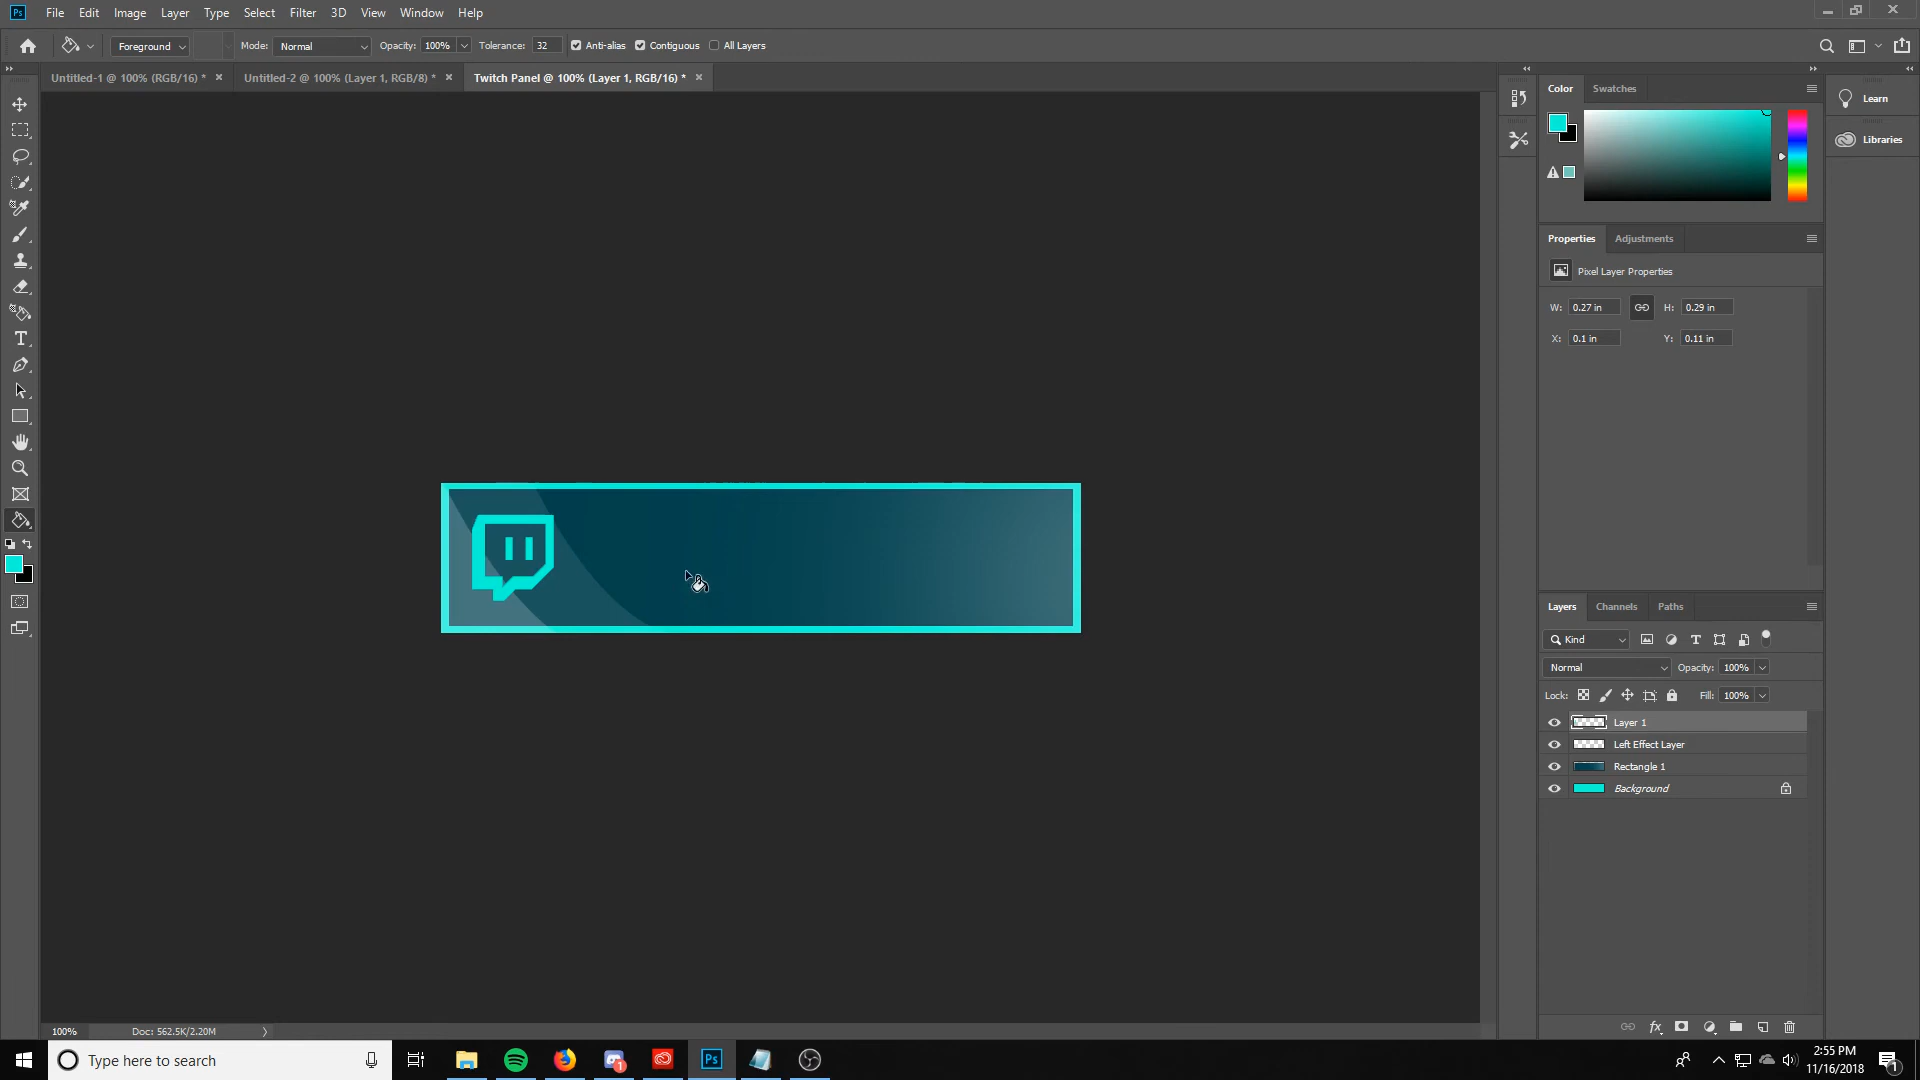 Ps File Edit Image Layer Type Select Filter 3D View Window Help
Foreground Mode: Normal Opacity: 100% Tolerance: 32 Anti-alias Contiguous All Layers
Untitled-1 @ 100% (RGB/16) * Untitled-2 @ 100% (Layer 1, RGB/8) * Twitch Panel @ 100% (Layer 1, RGB/16) *
Color Swatches
Learn
Libraries
Properties Adjustments
Pixel Layer Properties
W: 0.27 in H: 0.29 in
X: 0.1 in Y: 0.11 in
Layers Channels Paths
Kind
Normal Opacity: 100%
Lock: Fill: 100%
Layer 1
Left Effect Layer
Rectangle 1
Background
fx
100% Doc: 562.5K/2.20M
Type here to search
1
Ps
2:55 PM
11/16/2018
1